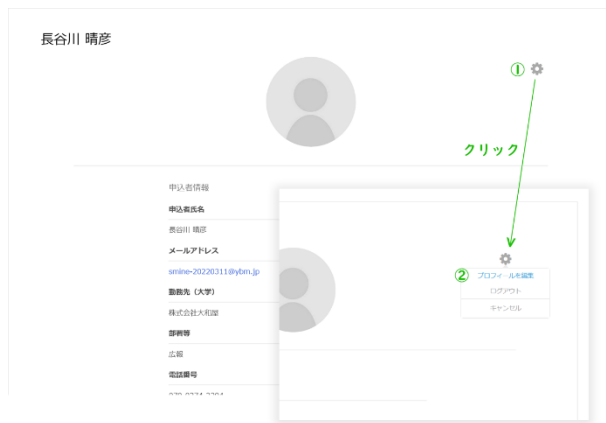 長谷川 晴彦
①
クリック
申込者情報
申込者氏名
長谷川 晴彦
メールアドレス
smine-20220311@ybm.jp
勤務先（大学）
株式会社大和屋
部署等
広報
電話番号
②
プロフィールを編集
ログアウト
キャンセル